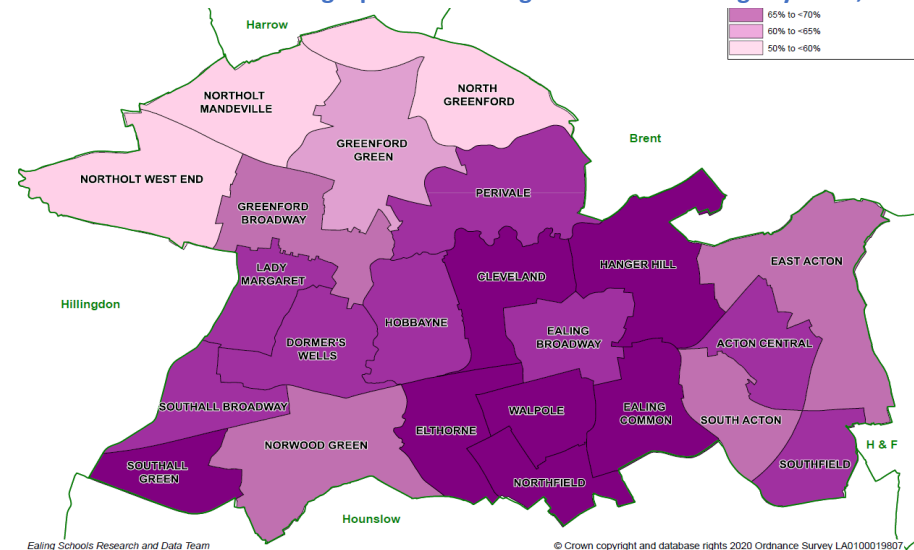 Harrow
65% to <70%
60% to <65%
50% to <60%
NORTHOLT
MANDEVILLE
NORTH
GREENFORD
GREENFORD
GREEN
Brent
NORTHOLT WEST END
PERIVALE
GREENFORD
BROADWAY
LADY
MARGARET
CLEVELAND
HANGER HILL
EAST ACTON
Hillingdon
HOBBAYNE
EALING
BROADWAY
DORMER'S
WELLS
ACTON CENTRAL
SOUTHALL BROADWAY
WALPOLE
EALING
COMMON
SOUTH ACTON
ELTHORNE
NORWOOD GREEN
H & F
SOUTHALL
GREEN
SOUTHFIELD
NORTHFIELD
Hounslow
Ealing Schools Research and Data Team
© Crown copyright and database rights 2020 Ordnance Survey LA0100019807